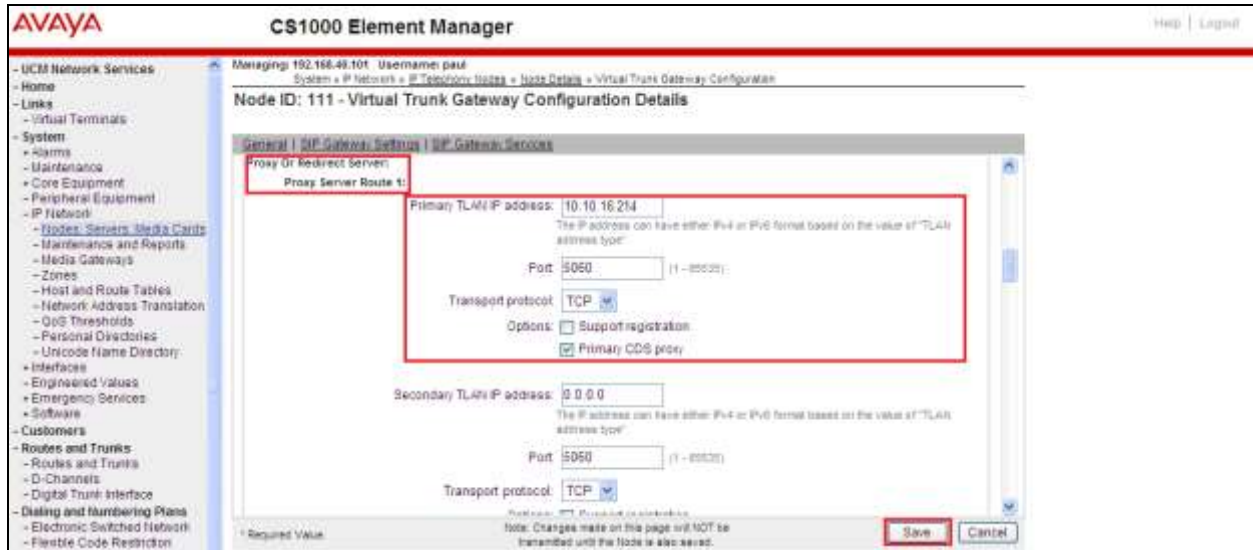 AVAYA
CS1000 Element Manager
Help | Logout
- UCM Network Services
- Home
- Links
- Virtual Terminals
- System
+ Alarms
- Maintenance
+ Core Equipment
- Peripheral Equipment
- IP Network
- Nodes: Servers, Media Cards
- Maintenance and Reports
- Media Gateways
- Zones
- Host and Route Tables
- Network Address Translation
- QoS Thresholds
- Personal Directories
- Unicode Name Directory
+ Interfaces
- Engineered Values
+ Emergency Services
+ Software
- Customers
- Routes and Trunks
- Routes and Trunks
- D-Channels
- Digital Trunk Interface
- Dialing and Numbering Plans
- Electronic Switched Network
- Flexible Code Restriction
Managing: 192.168.49.101 Username: paul
System » IP Network » IP Telephony Nodes » Node Details » Virtual Trunk Gateway Configuration
Node ID: 111 - Virtual Trunk Gateway Configuration Details
General | SIP Gateway Settings | SIP Gateway Services
Proxy Or Redirect Server:
Proxy Server Route 1:
Primary TLAN IP address: 10.10.16.214
The IP address can have either IPv4 or IPv6 format based on the value of "TLAN
address type"
Port: 5060 (1 - 65535)
Transport protocol: TCP
Options: Support registration
Primary CDS proxy
Secondary TLAN IP address: 0.0.0.0
The IP address can have either IPv4 or IPv6 format based on the value of "TLAN
address type"
Port: 5060 (1 - 65535)
Transport protocol: TCP
Options: Support registration
* Required Value.
Note: Changes made on this page will NOT be
transmitted until the Node is also saved.
Save
Cancel